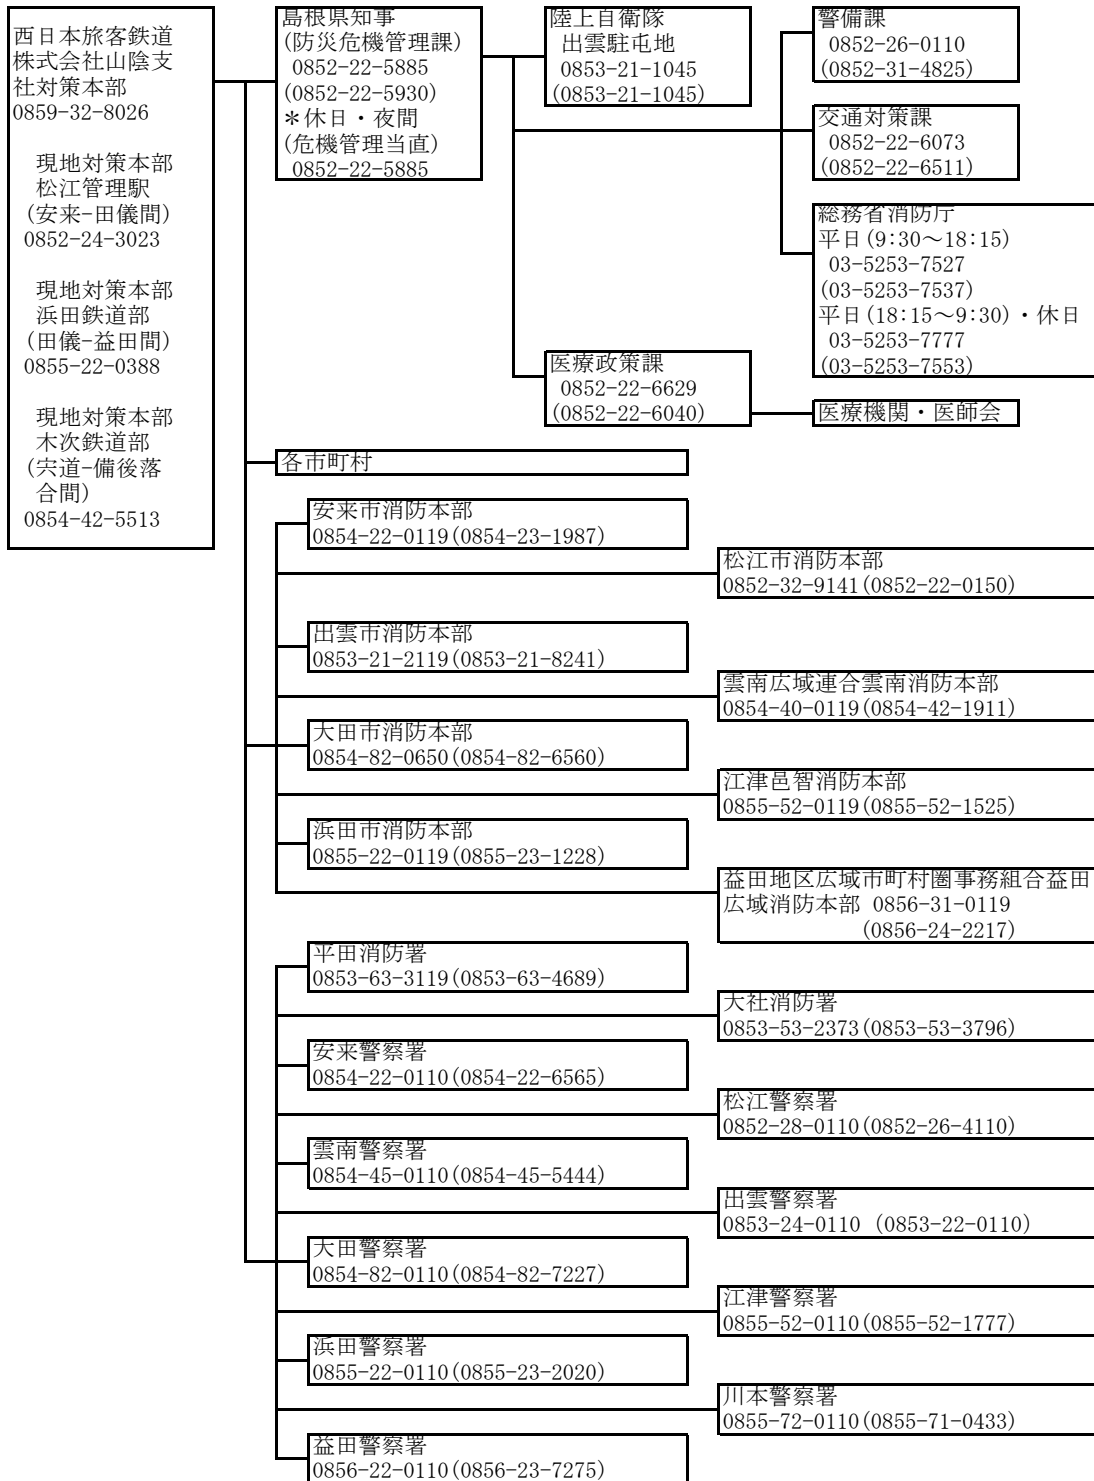 西日本旅客鉄道
株式会社山陰支
社対策本部
0859-32-8026
現地対策本部
松江管理駅
(安来-田儀間)
0852-24-3023
現地対策本部
浜田鉄道部
(田儀-益田間)
0855-22-0388
現地対策本部
木次鉄道部
(宍道-備後落
合間)
0854-42-5513
島根県知事
(防災危機管理課)
0852-22-5885
(0852-22-5930)
＊休日・夜間
(危機管理当直)
0852-22-5885
陸上自衛隊
出雲駐屯地
0853-21-1045
(0853-21-1045)
警備課
0852-26-0110
(0852-31-4825)
交通対策課
0852-22-6073
(0852-22-6511)
総務省消防庁
平日(9:30～18:15)
03-5253-7527
(03-5253-7537)
平日(18:15～9:30)・休日
03-5253-7777
(03-5253-7553)
医療政策課
0852-22-6629
(0852-22-6040)
医療機関・医師会
各市町村
安来市消防本部
0854-22-0119(0854-23-1987)
松江市消防本部
0852-32-9141(0852-22-0150)
出雲市消防本部
0853-21-2119(0853-21-8241)
雲南広域連合雲南消防本部
0854-40-0119(0854-42-1911)
大田市消防本部
0854-82-0650(0854-82-6560)
江津邑智消防本部
0855-52-0119(0855-52-1525)
浜田市消防本部
0855-22-0119(0855-23-1228)
益田地区広域市町村圏事務組合益田
広域消防本部 0856-31-0119
(0856-24-2217)
平田消防署
0853-63-3119(0853-63-4689)
大社消防署
0853-53-2373(0853-53-3796)
安来警察署
0854-22-0110(0854-22-6565)
松江警察署
0852-28-0110(0852-26-4110)
雲南警察署
0854-45-0110(0854-45-5444)
出雲警察署
0853-24-0110 (0853-22-0110)
大田警察署
0854-82-0110(0854-82-7227)
江津警察署
0855-52-0110(0855-52-1777)
浜田警察署
0855-22-0110(0855-23-2020)
川本警察署
0855-72-0110(0855-71-0433)
益田警察署
0856-22-0110(0856-23-7275)